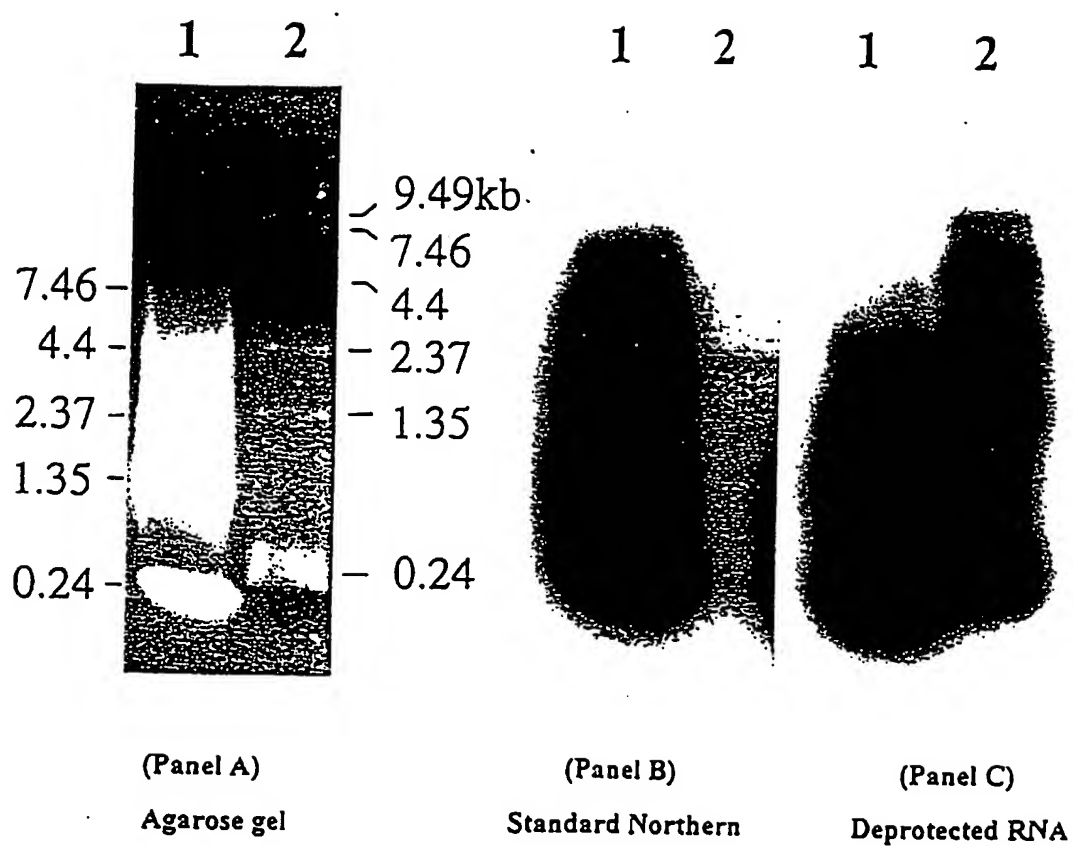 1 2
1 2
1 2
7.46
4.4
2.37
1.35
0.24
9.49kb
7.46
4.4
2.37
1.35
0.24
(Panel A)
Agarose gel
(Panel B)
Standard Northern
(Panel C)
Deprotected RNA